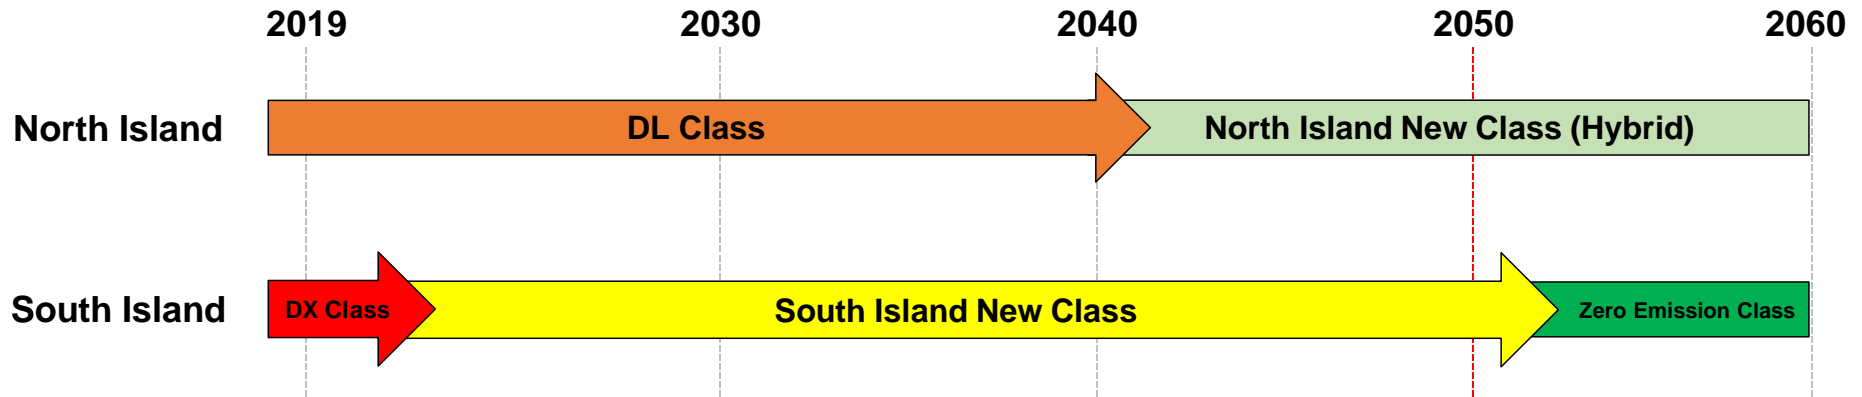 2019 2030 2040 2050 2060
North Island DL Class North Island New Class (Hybrid)
South Island DX Class South Island New Class Zero Emission Class